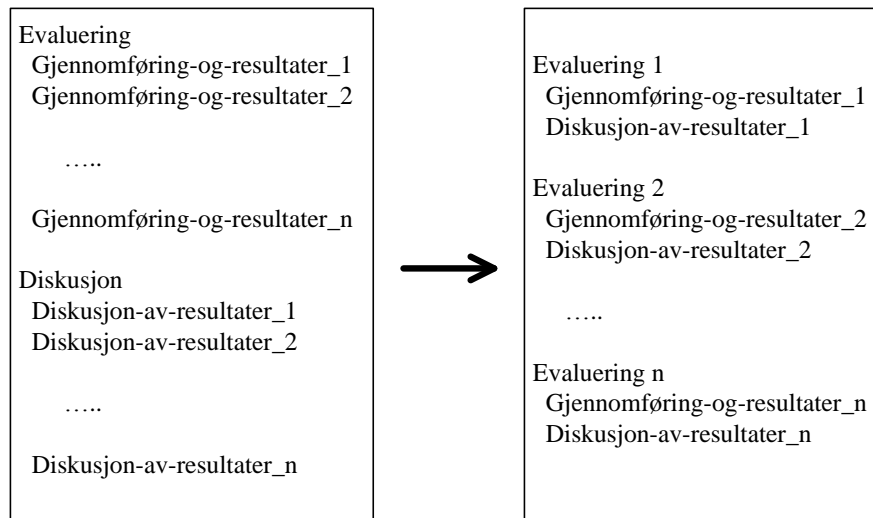 Evaluering
Gjennomføring-og-resultater_1
Gjennomføring-og-resultater_2
…..
Gjennomføring-og-resultater_n
Diskusjon
Diskusjon-av-resultater_1
Diskusjon-av-resultater_2
…..
Diskusjon-av-resultater_n
Evaluering 1
Gjennomføring-og-resultater_1
Diskusjon-av-resultater_1
Evaluering 2
Gjennomføring-og-resultater_2
Diskusjon-av-resultater_2
…..
Evaluering n
Gjennomføring-og-resultater_n
Diskusjon-av-resultater_n